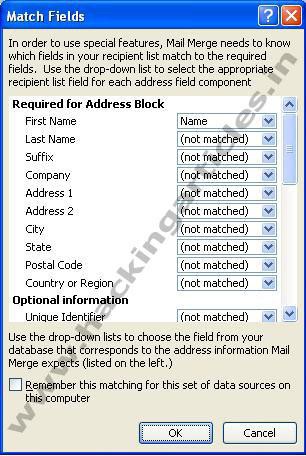 Match Fields
In order to use special features, Mail Merge needs to know
which fields in your recipient list match to the required
fields. Use the drop-down list to select the appropriate
recipient list field for each address field component
Required for Address Block
First Name Name
Last Name (not matched)
Suffix (not matched)
Company (not matched)
Address 1 (not matched)
Address 2 (not matched)
City (not matched)
State (not matched)
Postal Code (not matched)
Country or Region (not matched)
Optional information
Unique Identifier (not matched)
Use the drop-down lists to choose the field from your
database that corresponds to the address information Mail
Merge expects (listed on the left.)
Remember this matching for this set of data sources on
this computer
OK Cancel
www.hackingarticles.in